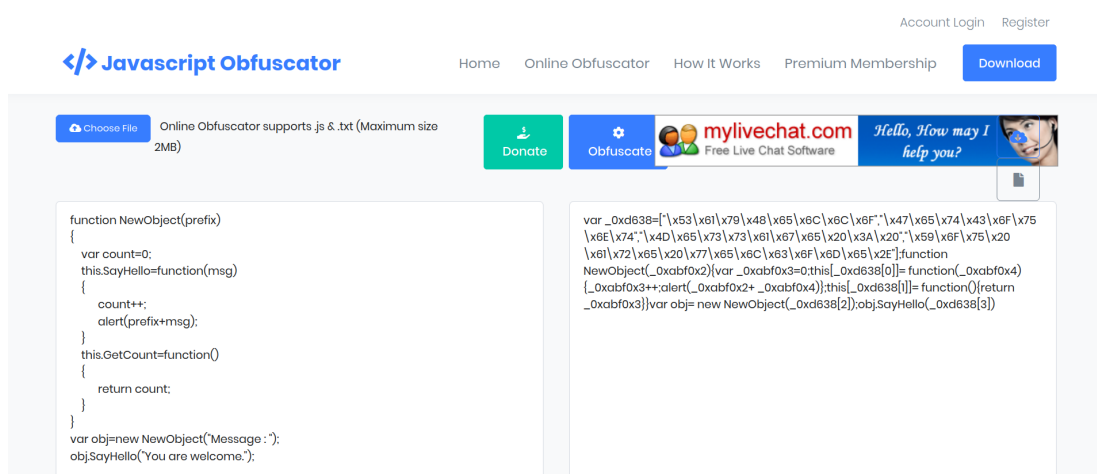 Account Login Register
</> Javascript Obfuscator
Home Online Obfuscator How It Works Premium Membership Download
Choose File Online Obfuscator supports .js & .txt (Maximum size
2MB)
Donate
Obfuscate
mylivechat.com
Free Live Chat Software
Hello, How may I
help you?
function NewObject(prefix)
{
var count=0;
this.SayHello=function(msg)
{
count++;
alert(prefix+msg);
}
this.GetCount=function()
{
return count;
}
}
var obj=new NewObject("Message : ");
obj.SayHello("You are welcome.");
var _0xd638=["\x53\x61\x79\x48\x65\x6C\x6C\x6F","\x47\x65\x74\x43\x6F\x75
\x6E\x74","\x4D\x65\x73\x73\x61\x67\x65\x20\x3A\x20","\x59\x6F\x75\x20
\x61\x72\x65\x20\x77\x65\x6C\x63\x6F\x6D\x65\x2E"];function
NewObject(_0xabf0x2){var _0xabf0x3=0;this[_0xd638[0]]= function(_0xabf0x4)
{_0xabf0x3++;alert(_0xabf0x2+ _0xabf0x4)};this[_0xd638[1]]= function(){return
_0xabf0x3}}var obj= new NewObject(_0xd638[2]);obj.SayHello(_0xd638[3])